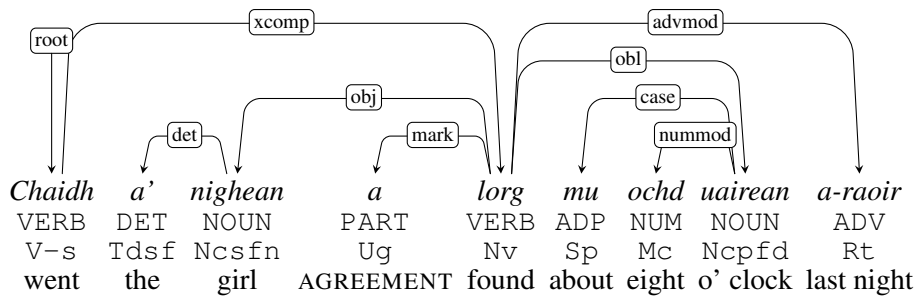 xcomp advmod
root
obl
obj case
det mark nummod
Chaidh a' nighean a lorg mu ochd uairean a-raoir
VERB DET NOUN PART VERB ADP NUM NOUN ADV
V-s Tdsf Ncsfn Ug Nv Sp Mc Ncpfd Rt
went the girl AGREEMENT found about eight o' clock last night